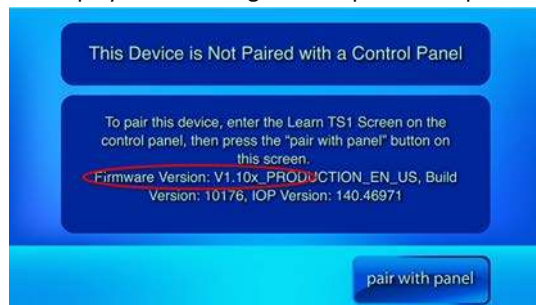 This Device is Not Paired with a Control Panel
To pair this device, enter the Learn TS1 Screen on the
control panel, then press the "pair with panel" button on
this screen.
Firmware Version: V1.10x_PRODUCTION_EN_US, Build
Version: 10176, IOP Version: 140.46971
pair with panel